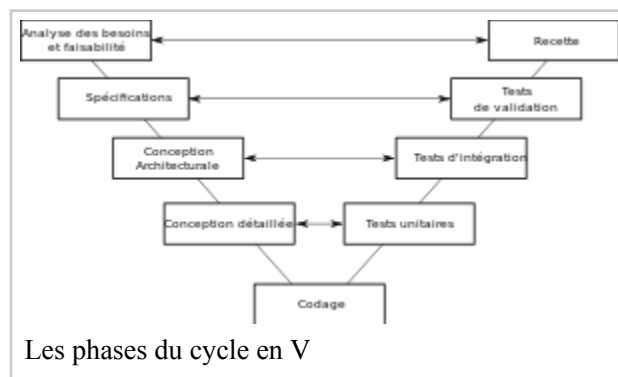 Analyse des besoins
et faisabilité
Recette
Spécifications
Tests
de validation
Conception
Architecturale
Tests d'intégration
Conception détaillée
Tests unitaires
Codage
Les phases du cycle en V